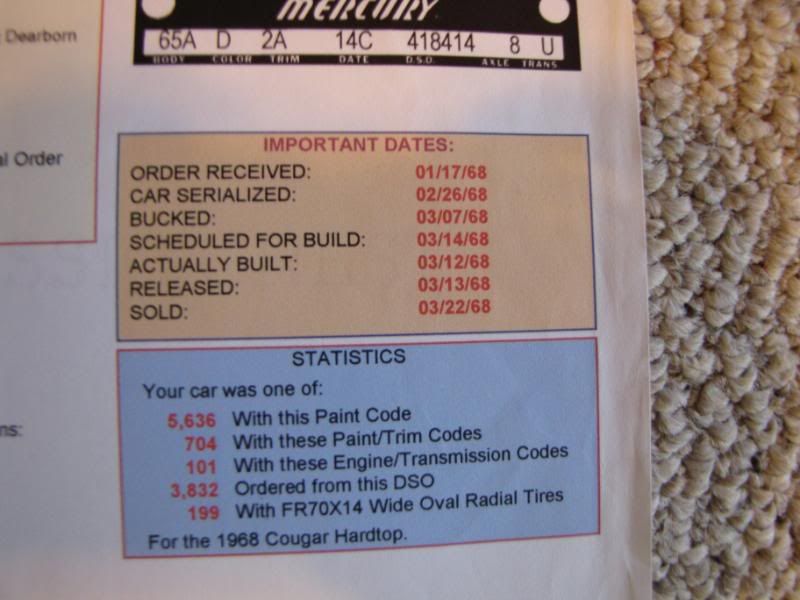 Dearborn
al Order
ns:
MERCURY
65A D 2A 14C 418414 8 U
BODY COLOR TRIM DATE D.S.O. AXLE TRANS
IMPORTANT DATES:
ORDER RECEIVED: 01/17/68
CAR SERIALIZED: 02/26/68
BUCKED: 03/07/68
SCHEDULED FOR BUILD: 03/14/68
ACTUALLY BUILT: 03/12/68
RELEASED: 03/13/68
SOLD: 03/22/68
STATISTICS
Your car was one of:
5,636 With this Paint Code
704 With these Paint/Trim Codes
101 With these Engine/Transmission Codes
3,832 Ordered from this DSO
199 With FR70X14 Wide Oval Radial Tires
For the 1968 Cougar Hardtop.